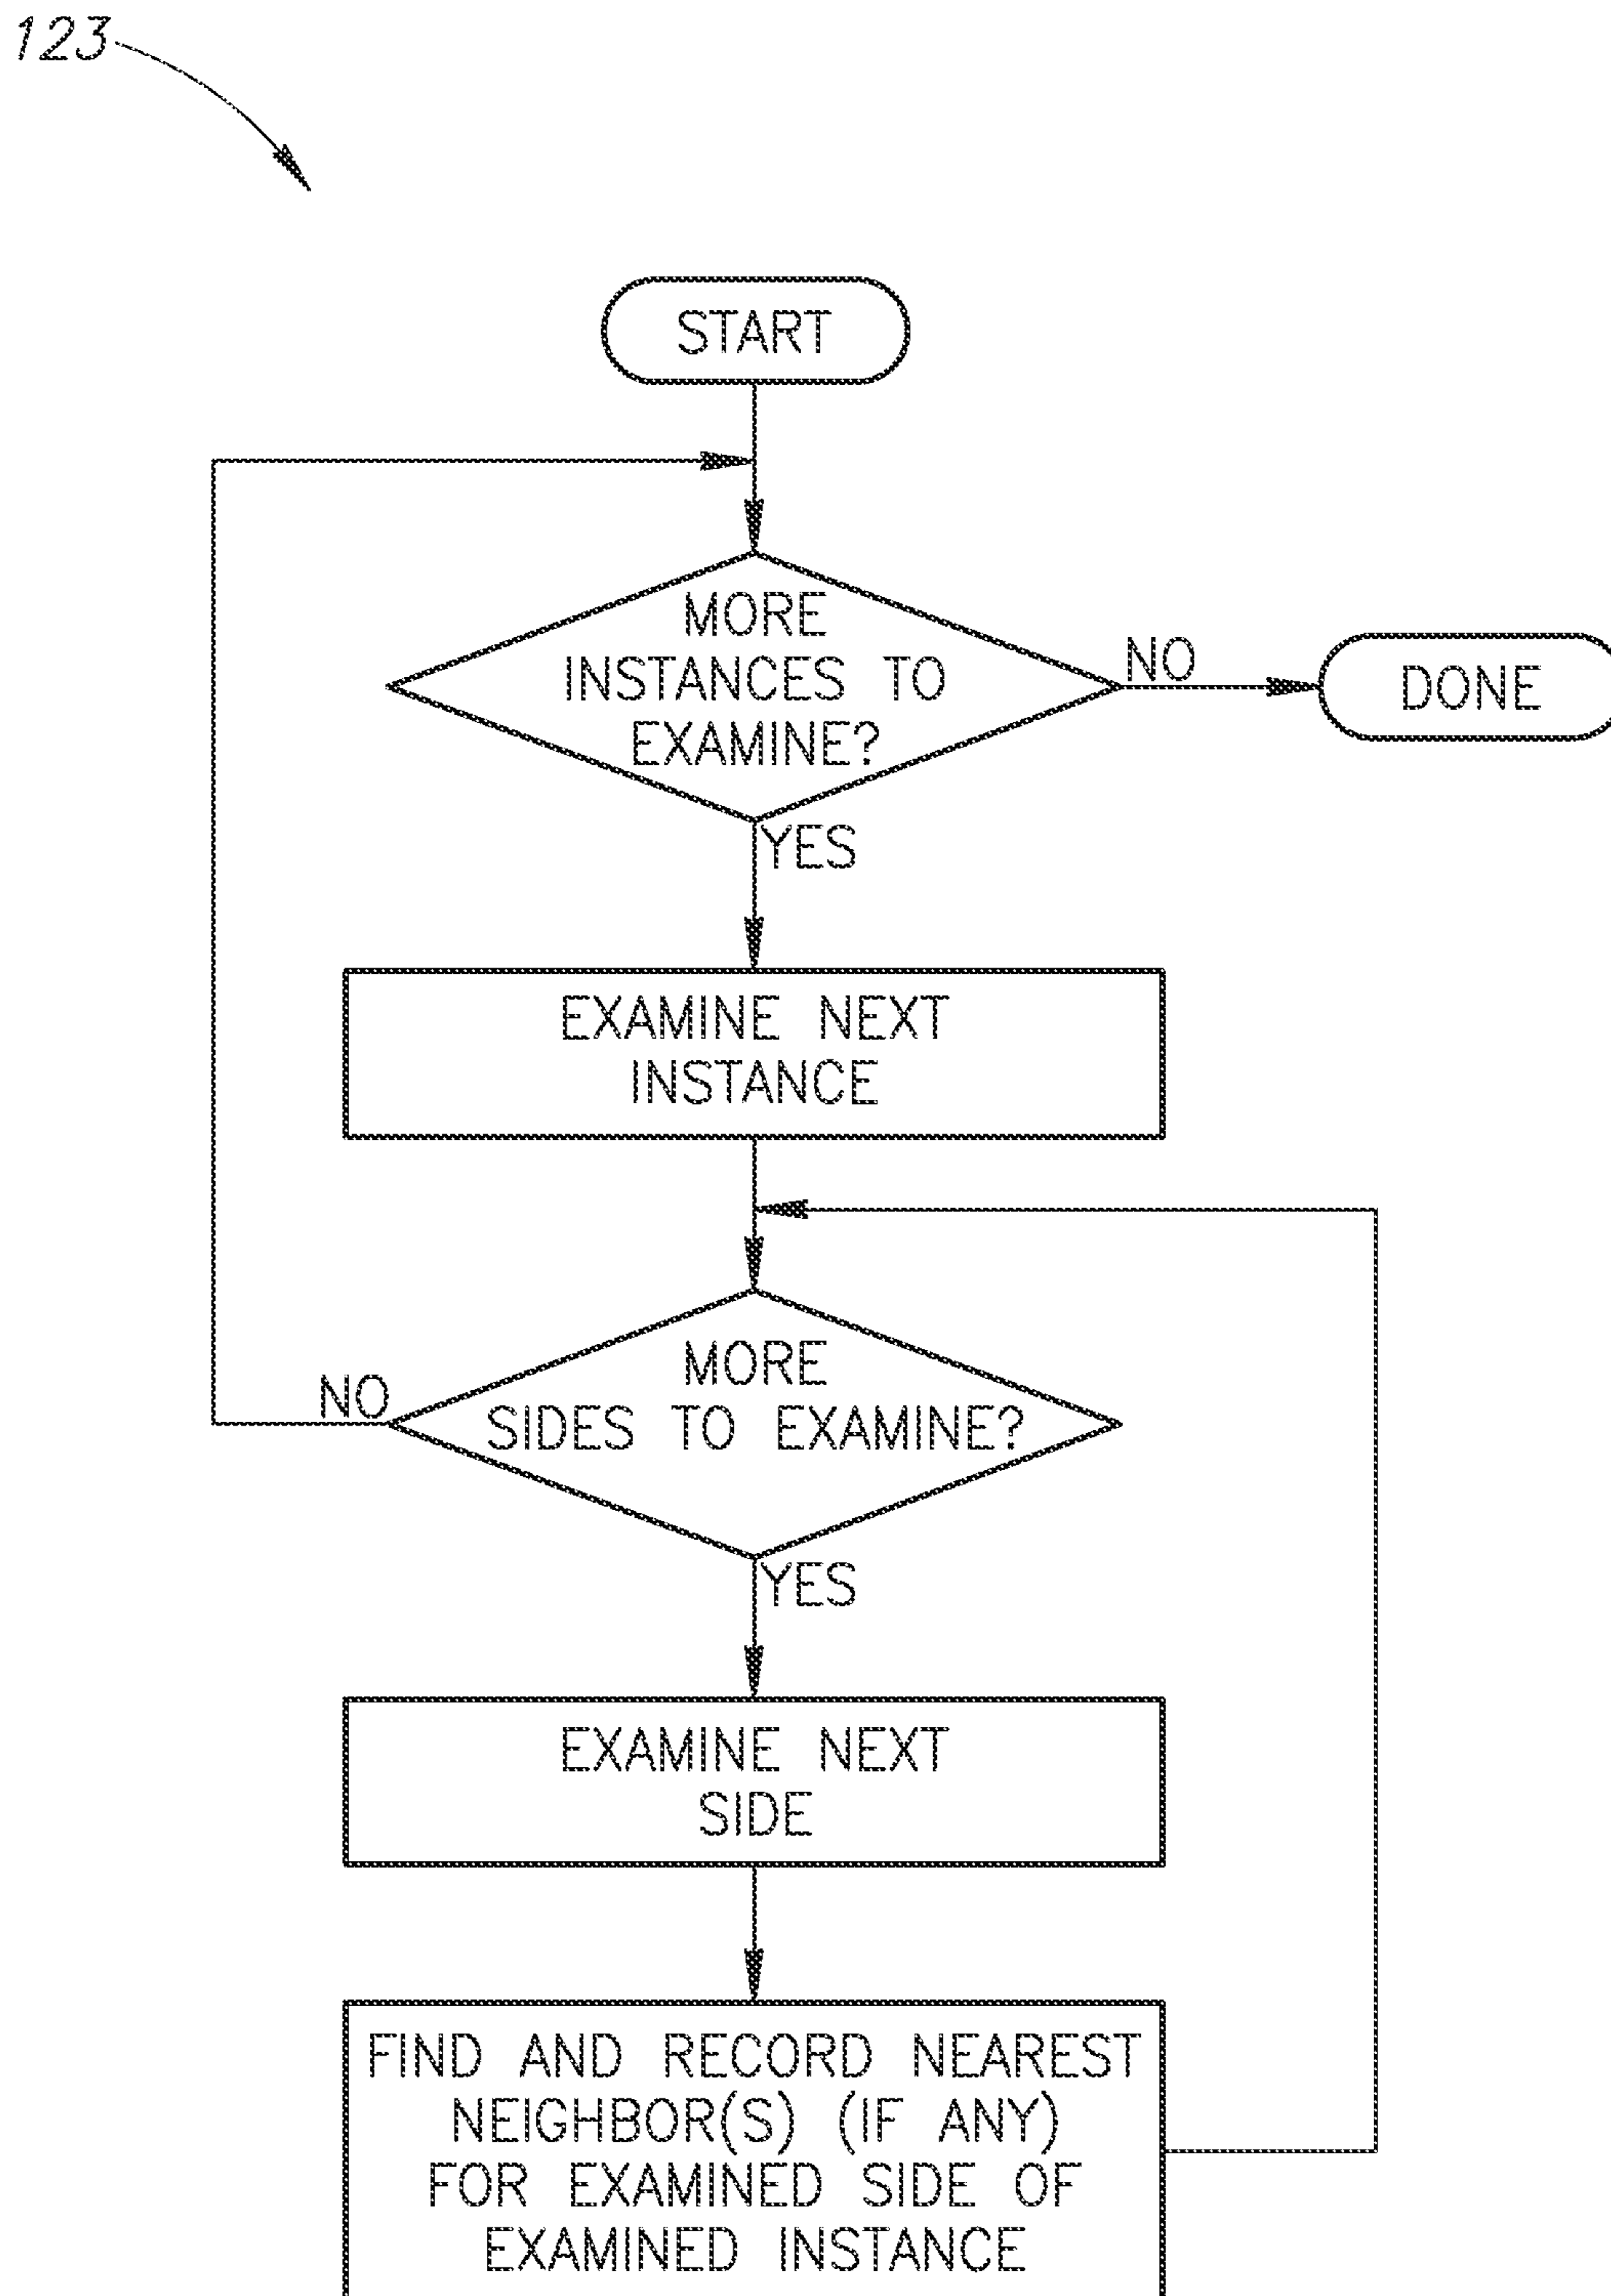 123
START
MORE
INSTANCES TO
EXAMINE?
NO
DONE
YES
EXAMINE NEXT
INSTANCE
MORE
SIDES TO EXAMINE?
NO
YES
EXAMINE NEXT
SIDE
FIND AND RECORD NEAREST
NEIGHBOR(S) (IF ANY)
FOR EXAMINED SIDE OF
EXAMINED INSTANCE